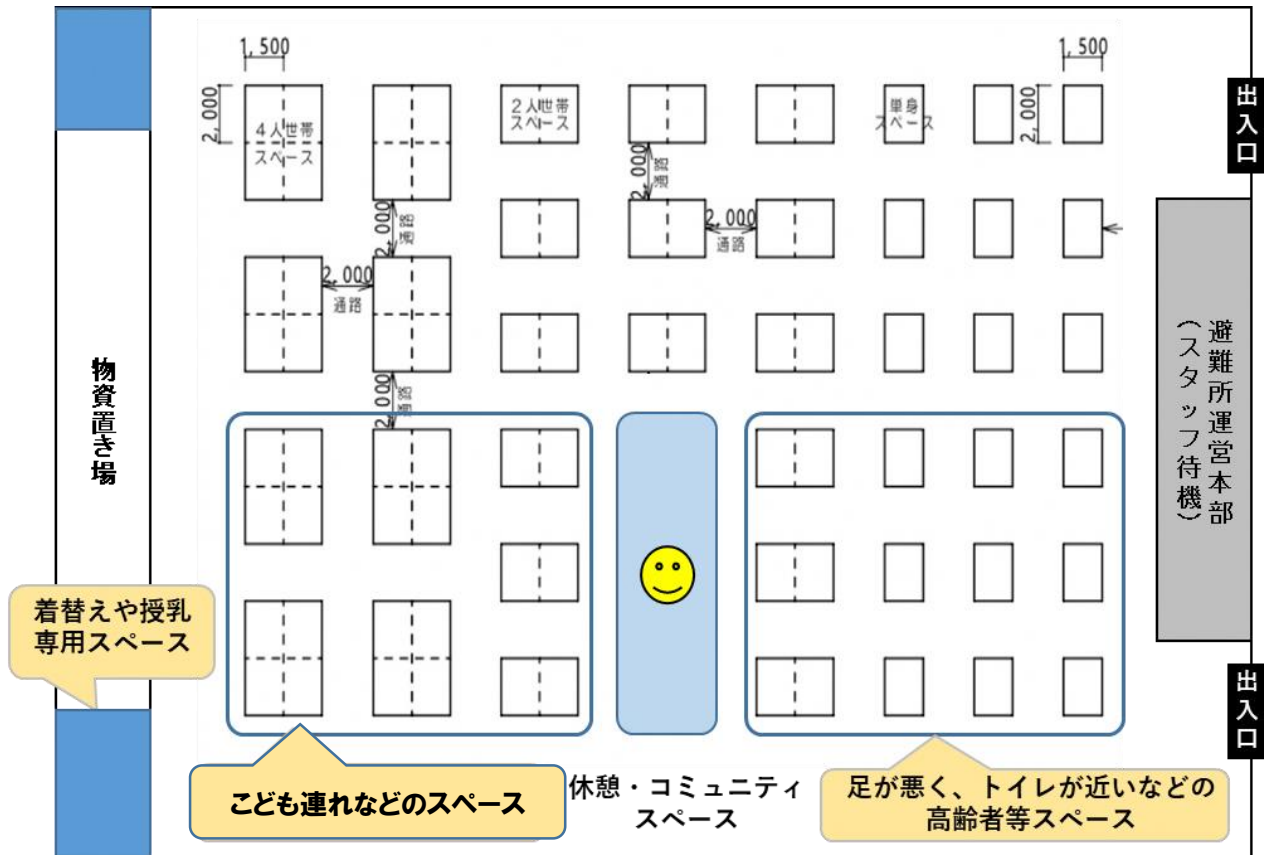 1,500
1,500
2,000
4人世帯
スペース
2人世帯
スペース
単身
スペース
2,000
出入口
2,000
通路
2,000
通路
2,000
通路
2,000
通路
2,000
通路
物資置き場
避難所運営本部
（スタッフ待機）
着替えや授乳
専用スペース
出入口
こども連れなどのスペース
休憩・コミュニティ
スペース
足が悪く、トイレが近いなどの
高齢者等スペース